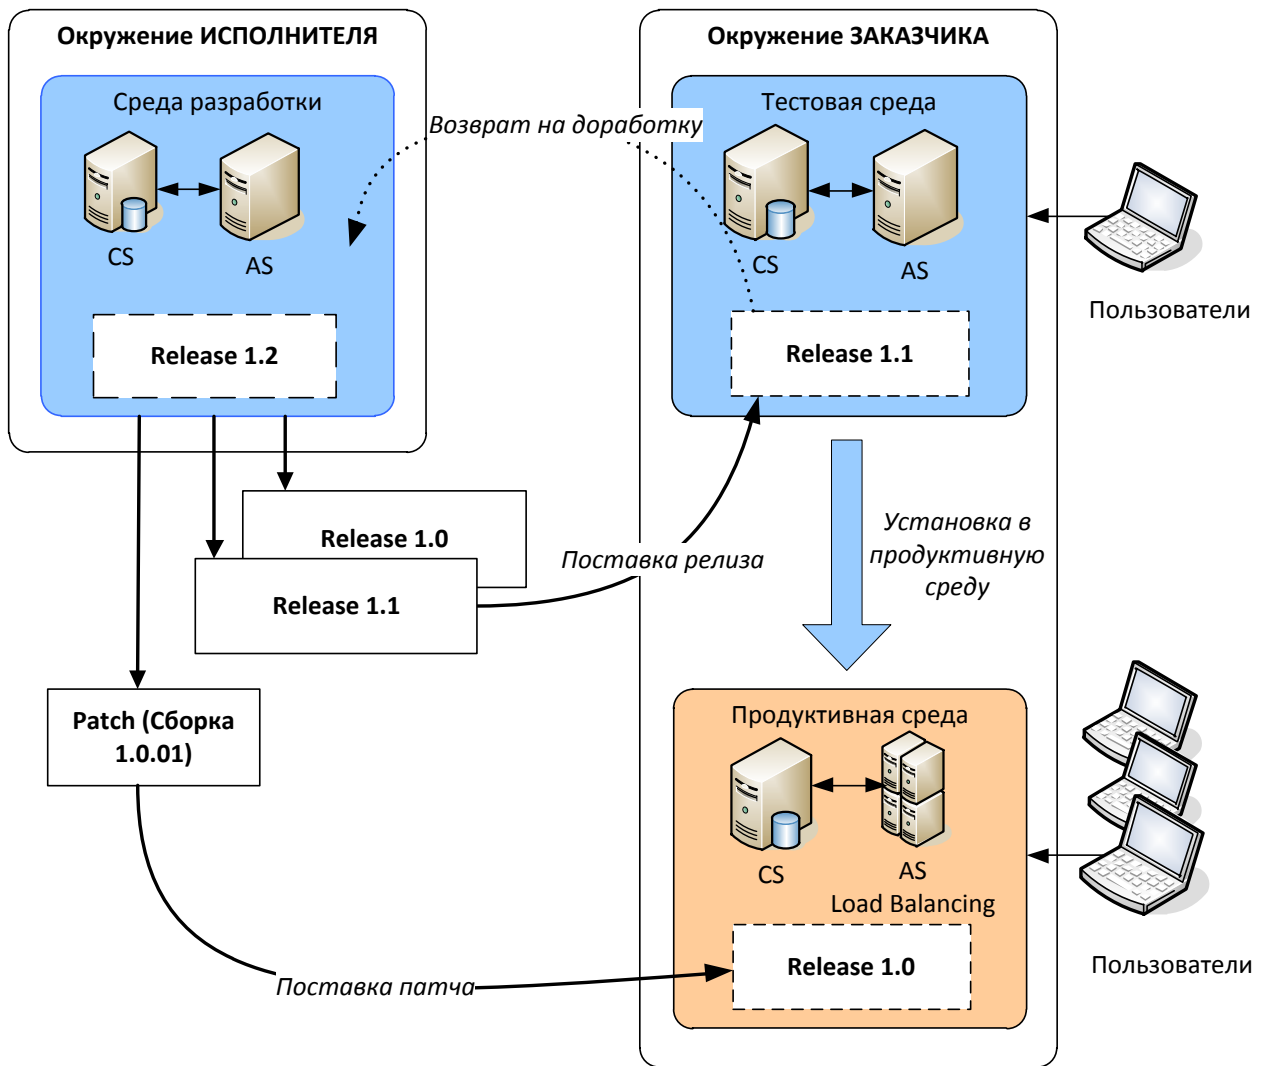 Окружение ИСПОЛНИТЕЛЯ
Среда разработки
CS
AS
Release 1.2
Возврат на доработку
Окружение ЗАКАЗЧИКА
Тестовая среда
CS
AS
Release 1.1
Пользователи
Release 1.0
Release 1.1
Поставка релиза
Установка в
продуктивную
среду
Patch (Сборка
1.0.01)
Поставка патча
Продуктивная среда
CS
AS
Load Balancing
Release 1.0
Пользователи